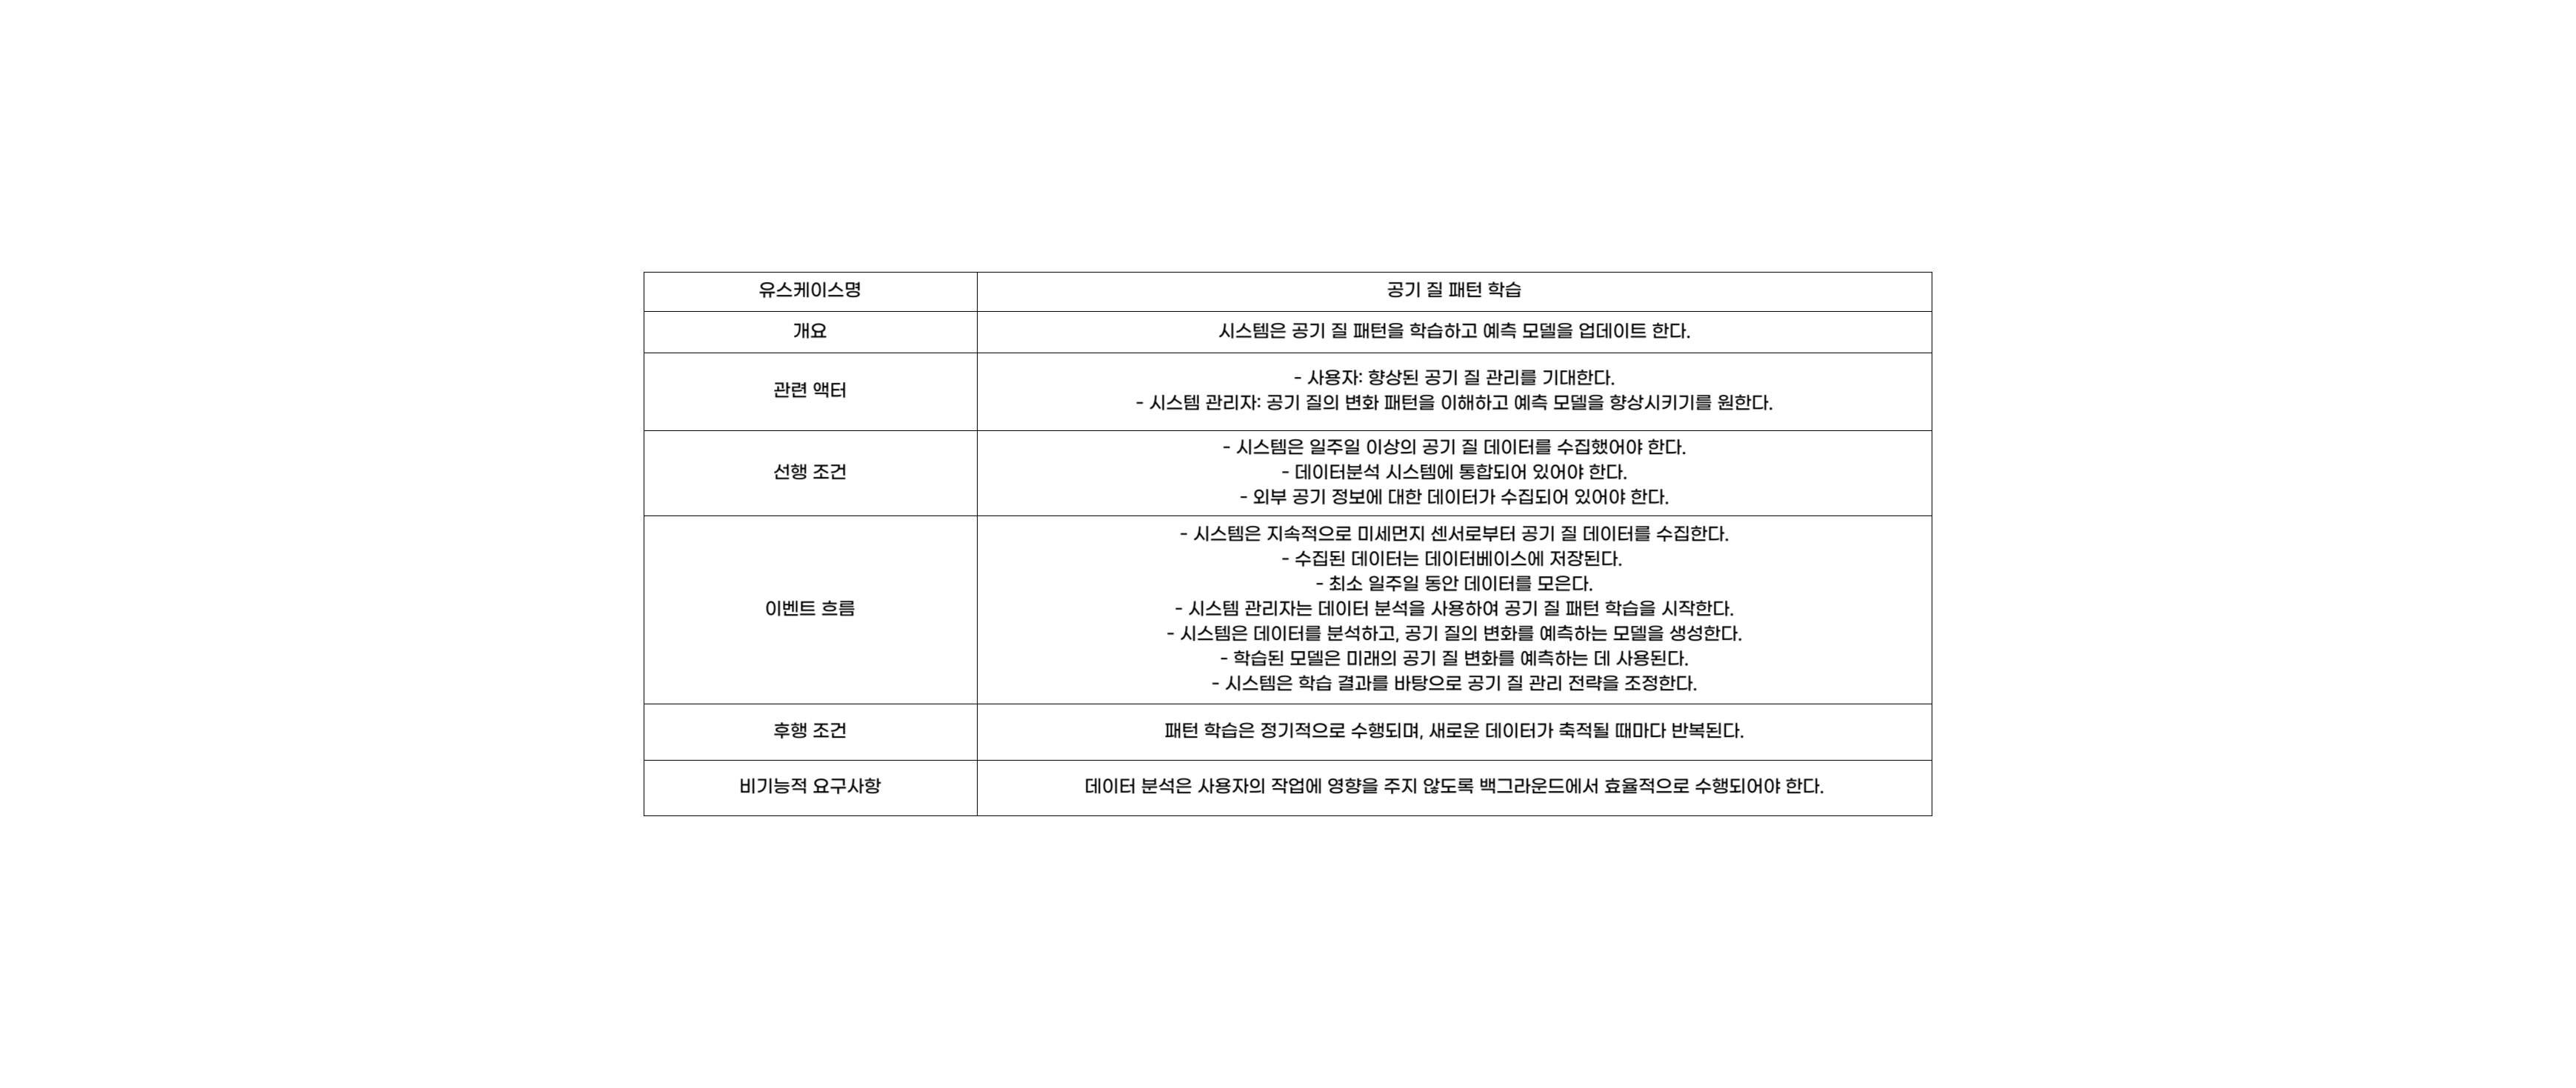 유스케이스명
공기 질 패턴 학습
개요
시스템은 공기 질 패턴을 학습하고 예측 모델을 업데이트 한다.
관련 액터
- 사용자: 향상된 공기 질 관리를 기대한다.
- 시스템 관리자: 공기 질의 변화 패턴을 이해하고 예측 모델을 향상시키기를 원한다.
선행 조건
- 시스템은 일주일 이상의 공기 질 데이터를 수집했어야 한다.
- 데이터분석 시스템에 통합되어 있어야 한다.
- 외부 공기 정보에 대한 데이터가 수집되어 있어야 한다.
이벤트 흐름
- 시스템은 지속적으로 미세먼지 센서로부터 공기 질 데이터를 수집한다.
- 수집된 데이터는 데이터베이스에 저장된다.
- 최소 일주일 동안 데이터를 모은다.
- 시스템 관리자는 데이터 분석을 사용하여 공기 질 패턴 학습을 시작한다.
- 시스템은 데이터를 분석하고, 공기 질의 변화를 예측하는 모델을 생성한다.
- 학습된 모델은 미래의 공기 질 변화를 예측하는 데 사용된다.
- 시스템은 학습 결과를 바탕으로 공기 질 관리 전략을 조정한다.
후행 조건
패턴 학습은 정기적으로 수행되며, 새로운 데이터가 축적될 때마다 반복된다.
비기능적 요구사항
데이터 분석은 사용자의 작업에 영향을 주지 않도록 백그라운드에서 효율적으로 수행되어야 한다.